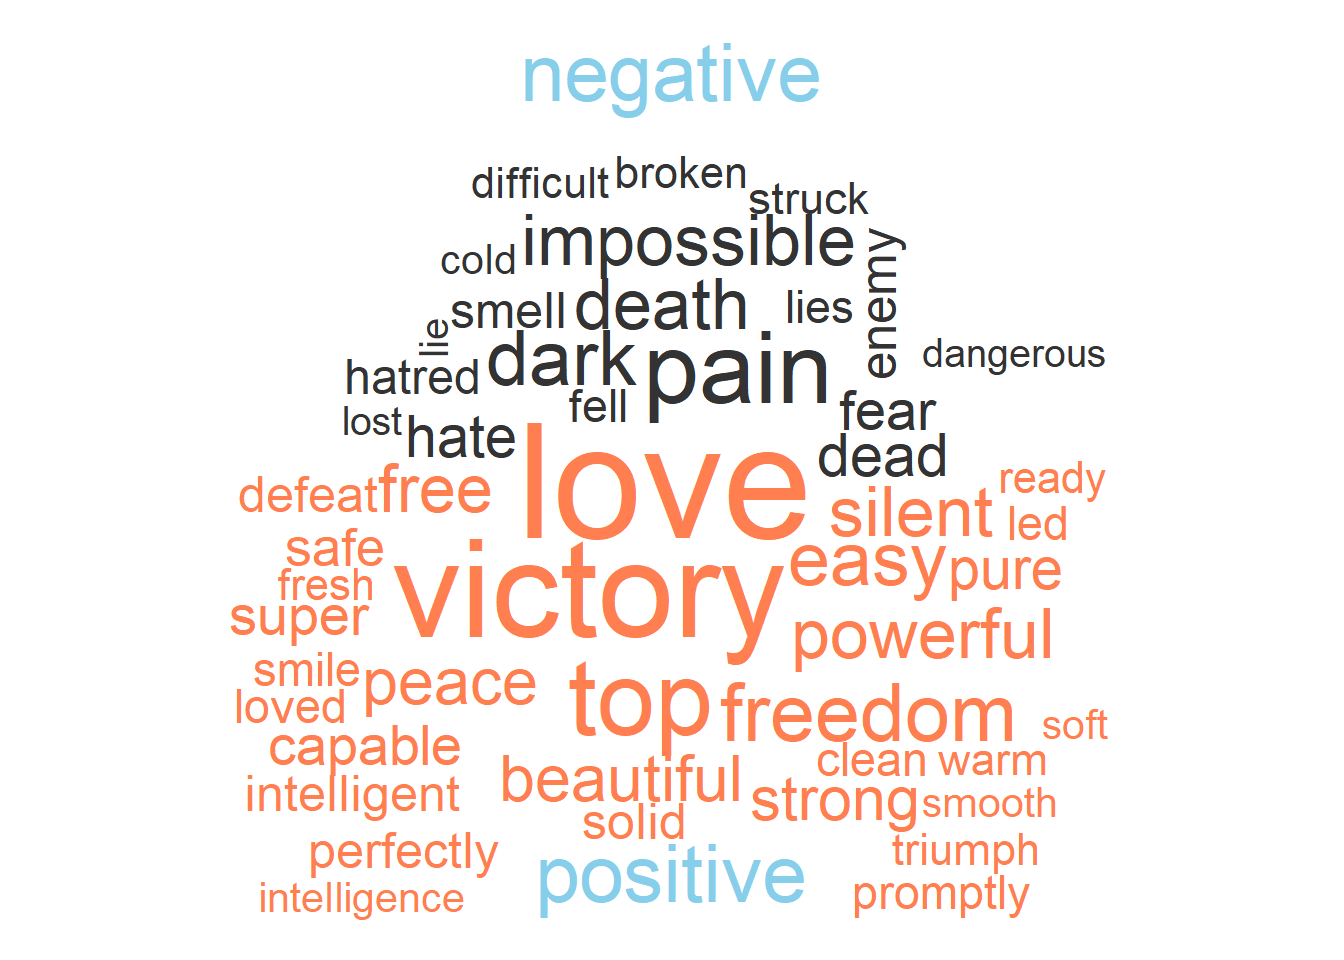 negative
difficult broken
struck
cold impossible
enemy
smell death lies
lie
dark pain dangerous
hatred
fell fear
lost hate
love dead
defeat free silent ready
led
safe
victory easy pure
fresh
super powerful
smile peace
loved top freedom soft
capable
beautiful clean warm
intelligent strong smooth
solid
perfectly triumph
positive
intelligence promptly